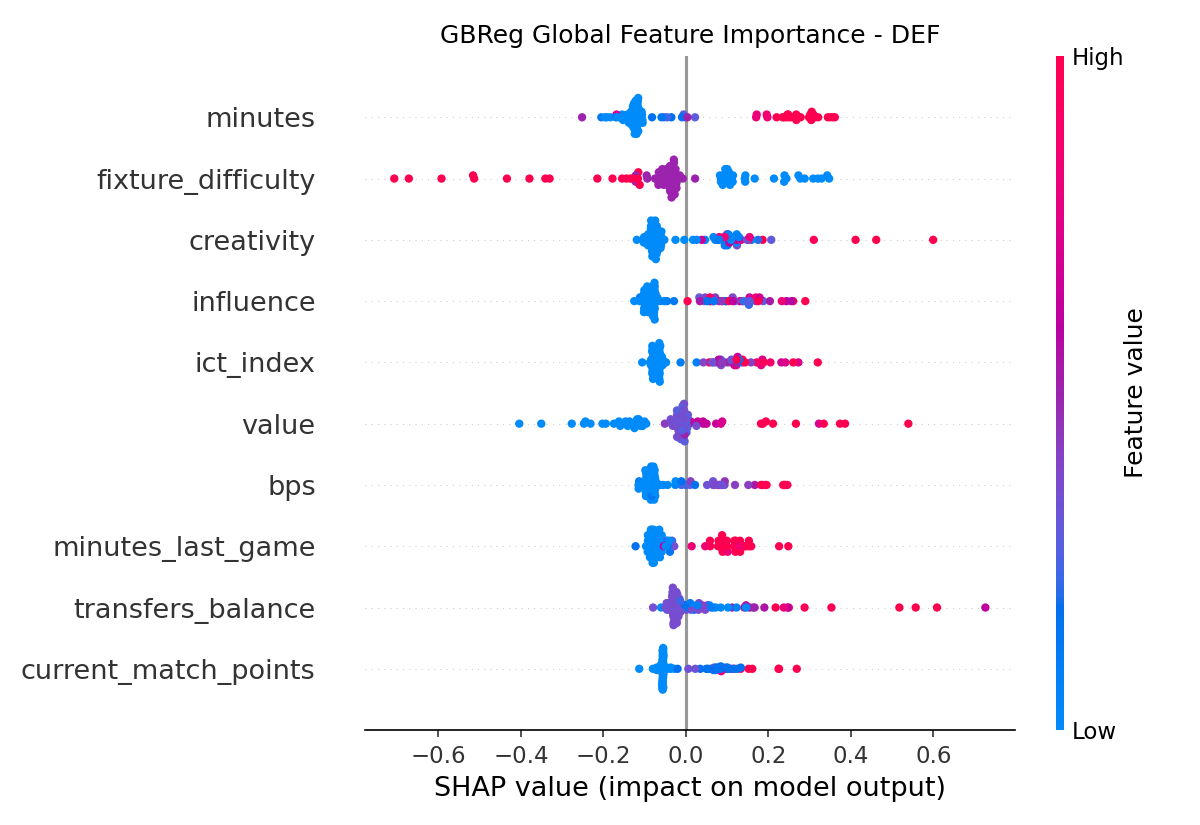 GBReg Global Feature Importance - DEF
High
minutes
fixture_difficulty
creativity
influence
ict_index
value
bps
minutes_last_game
transfers_balance
current_match_points
Feature value
Low
−0.6 −0.4 −0.2 0.0 0.2 0.4 0.6
SHAP value (impact on model output)